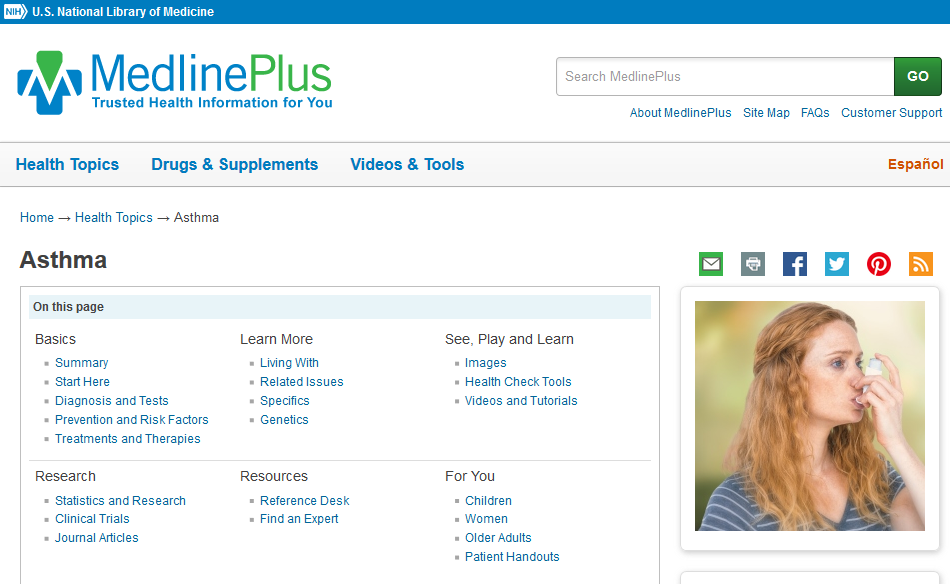 NIH U.S. National Library of Medicine
MedlinePlus
Trusted Health Information for You
Search MedlinePlus GO
About MedlinePlus Site Map FAQs Customer Support
Health Topics Drugs & Supplements Videos & Tools Español
Home → Health Topics → Asthma
Asthma
On this page
Basics
Summary
Start Here
Diagnosis and Tests
Prevention and Risk Factors
Treatments and Therapies
Learn More
Living With
Related Issues
Specifics
Genetics
See, Play and Learn
Images
Health Check Tools
Videos and Tutorials
Research
Statistics and Research
Clinical Trials
Journal Articles
Resources
Reference Desk
Find an Expert
For You
Children
Women
Older Adults
Patient Handouts